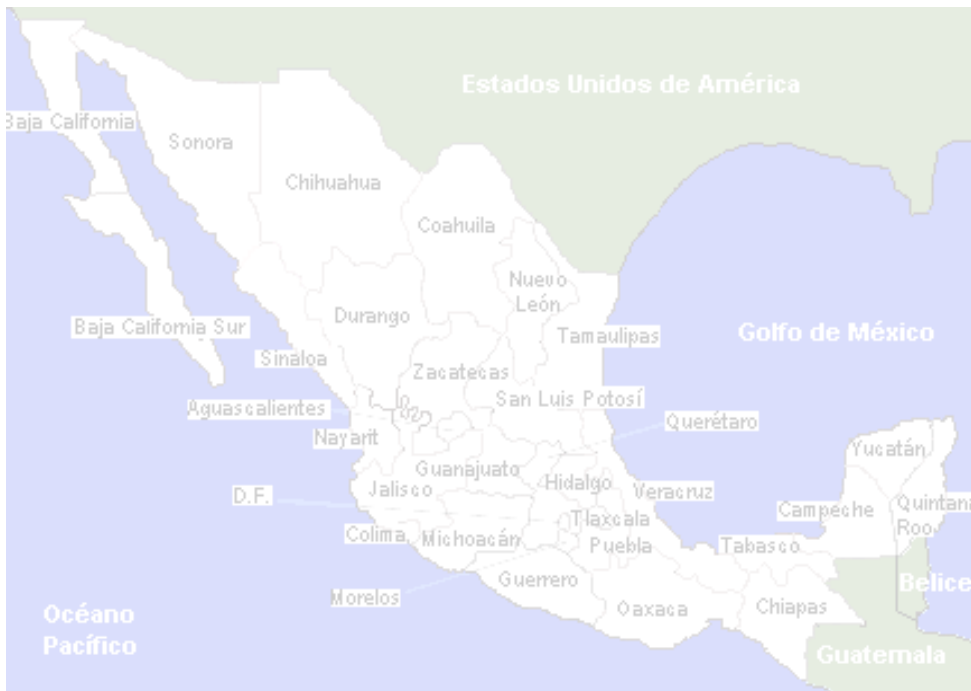 Estados Unidos de América
Baja California
Sonora
Chihuahua
Coahuila
Nuevo
León
Durango
Baja California Sur
Tamaulipas
Golfo de México
Sinaloa
Zacatecas
San Luis Potosí
Aguascalientes
Querétaro
Nayarit
Yucatán
Guanajuato
Hidalgo
Jalisco
Veracruz
D.F.
Campeche
Quintana
Roo
Tlaxcala
Colima
Michoacán
Puebla
Tabasco
Guerrero
Belice
Morelos
Oaxaca
Chiapas
Océano
Pacífico
Guatemala